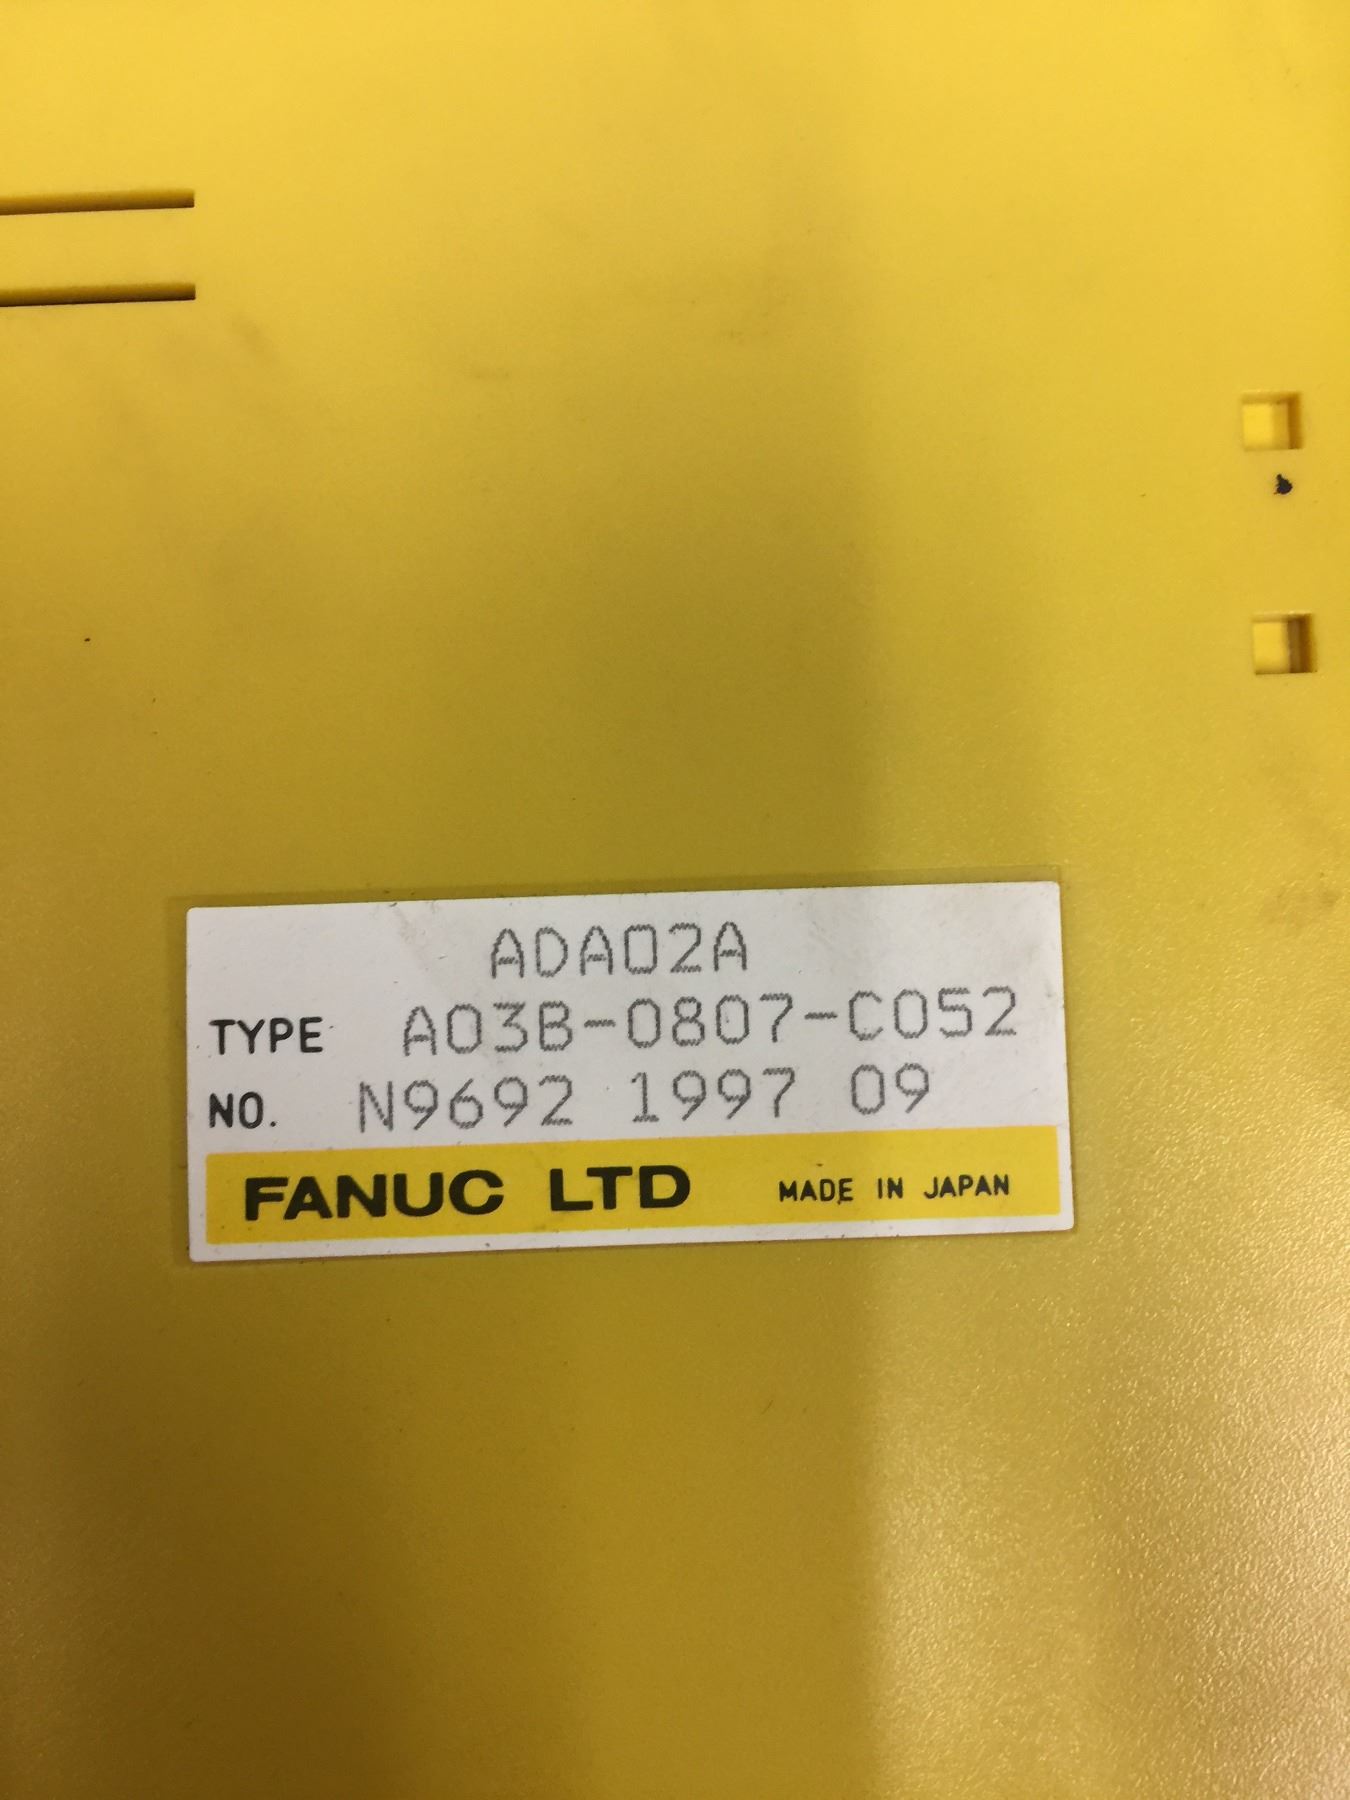 ADA02A
TYPE A03B-0807-C052
NO. N9692 1997 09
FANUC LTD MADE IN JAPAN